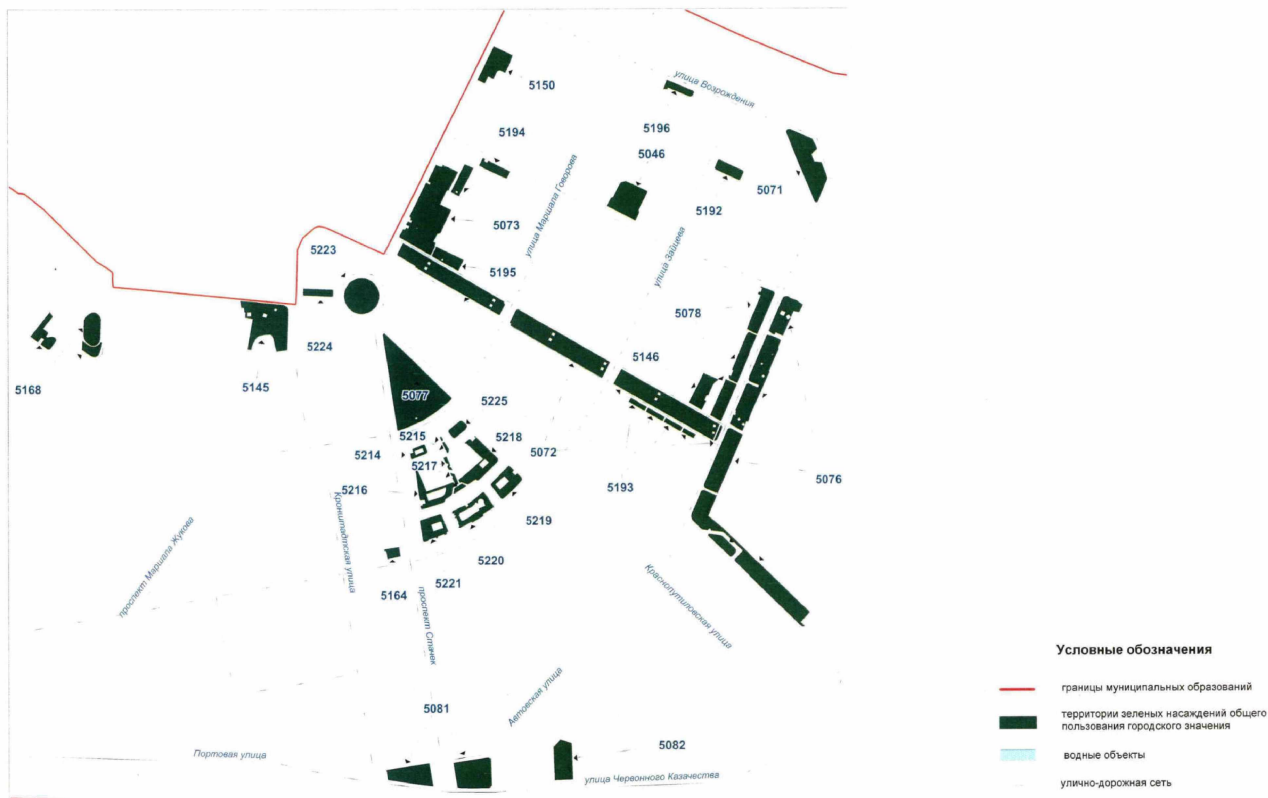 улица Возрождения
5150
5194
5196
5046
5071
5192
улица Маршала Говорова
5073
улица Зайцева
5223
5195
5078
5224
5146
5168
5145
5077
5225
5215
5218
5214
5217
5072
5076
5216
5193
5219
Кронштадтская улица
проспект Маршала Жукова
5220
5221
5164
Краснопутиловская улица
проспект Стачек
Автовская улица
5081
5082
Портовая улица
улица Червонного Казачества
Условные обозначения
границы муниципальных образований
территории зеленых насаждений общего
пользования городского значения
водные объекты
улично-дорожная сеть